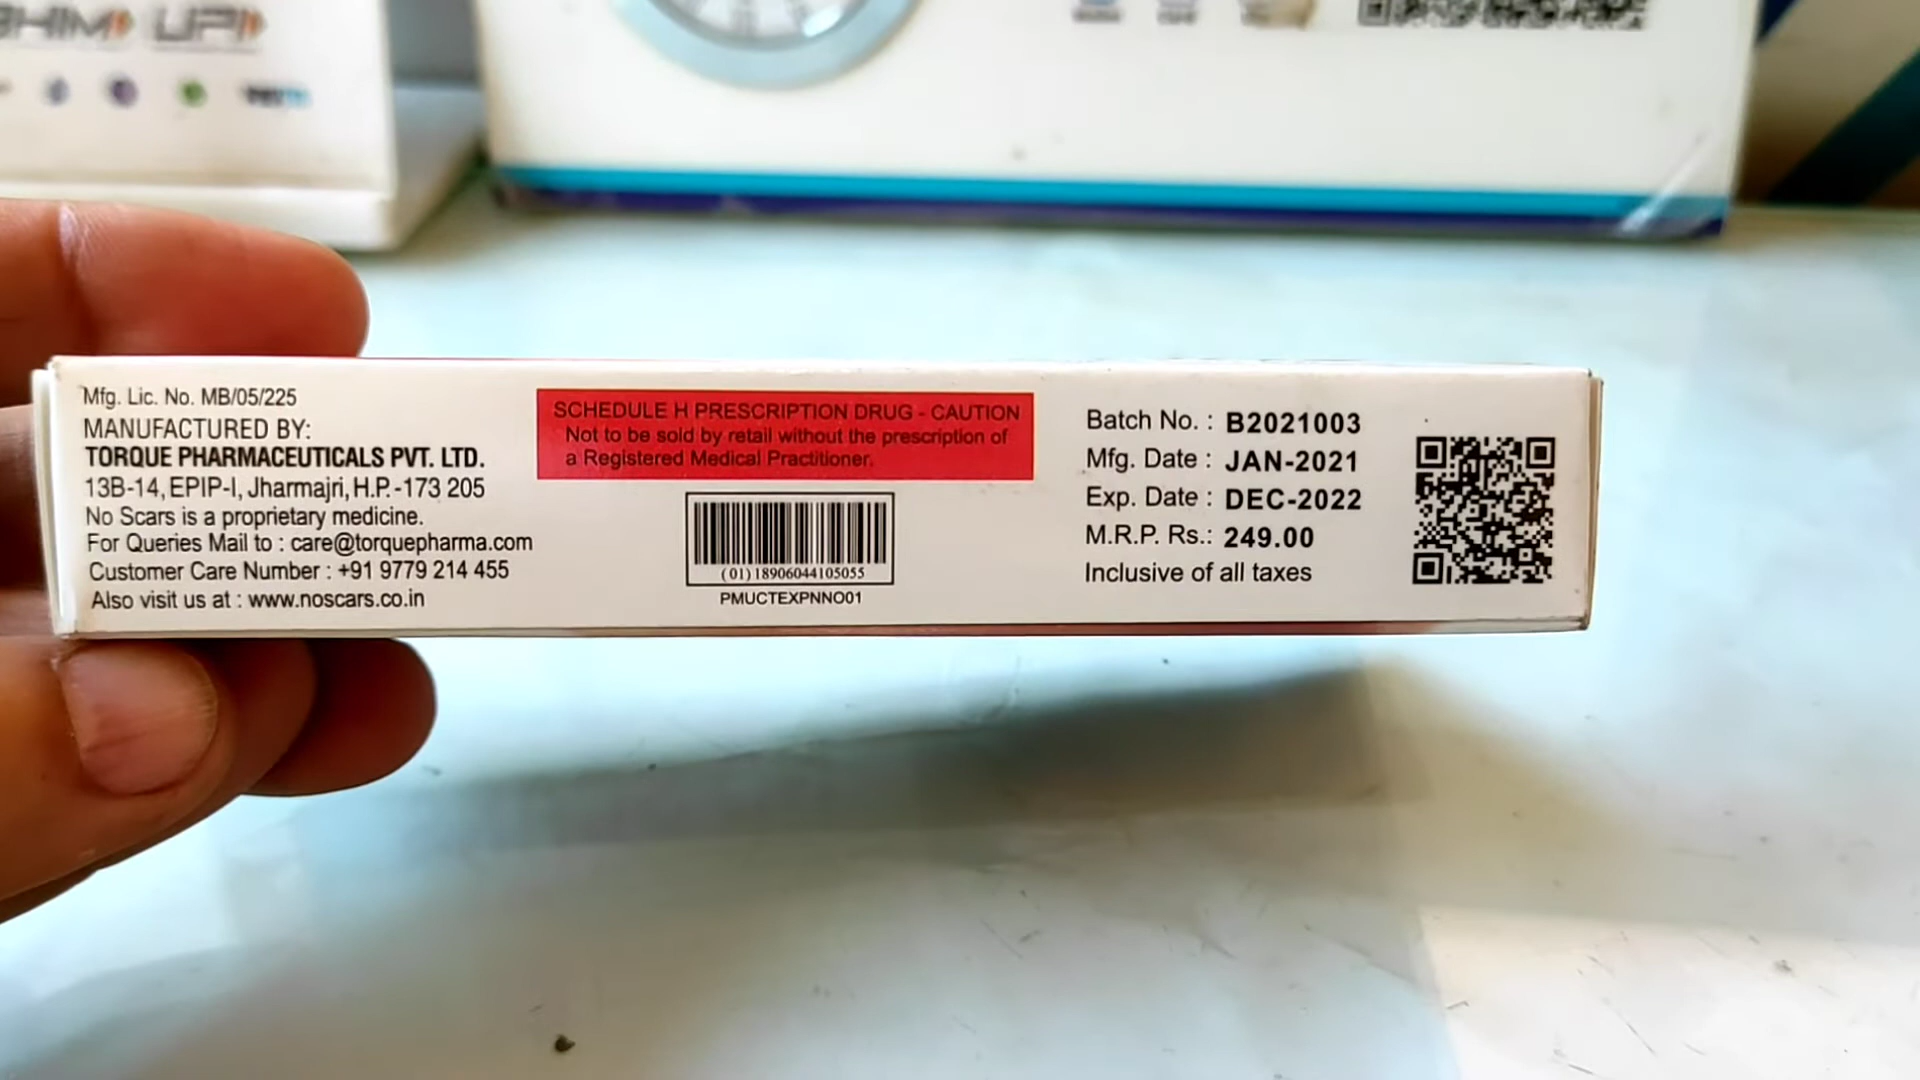 BHIM UPI
Mfg. Lic. No. MB/05/225
MANUFACTURED BY:
TORQUE PHARMACEUTICALS PVT. LTD.
13B-14, EPIP-I, Jharmajri, H.P.-173 205
No Scars is a proprietary medicine.
For Queries Mail to : care@torquepharma.com
Customer Care Number : +91 9779 214 455
Also visit us at : www.noscars.co.in
SCHEDULE H PRESCRIPTION DRUG - CAUTION
Not to be sold by retail without the prescription of
a Registered Medical Practitioner.
(01)18906044105055
PMUCTEXPNNO01
Batch No. : B2021003
Mfg. Date : JAN-2021
Exp. Date : DEC-2022
M.R.P. Rs.: 249.00
Inclusive of all taxes